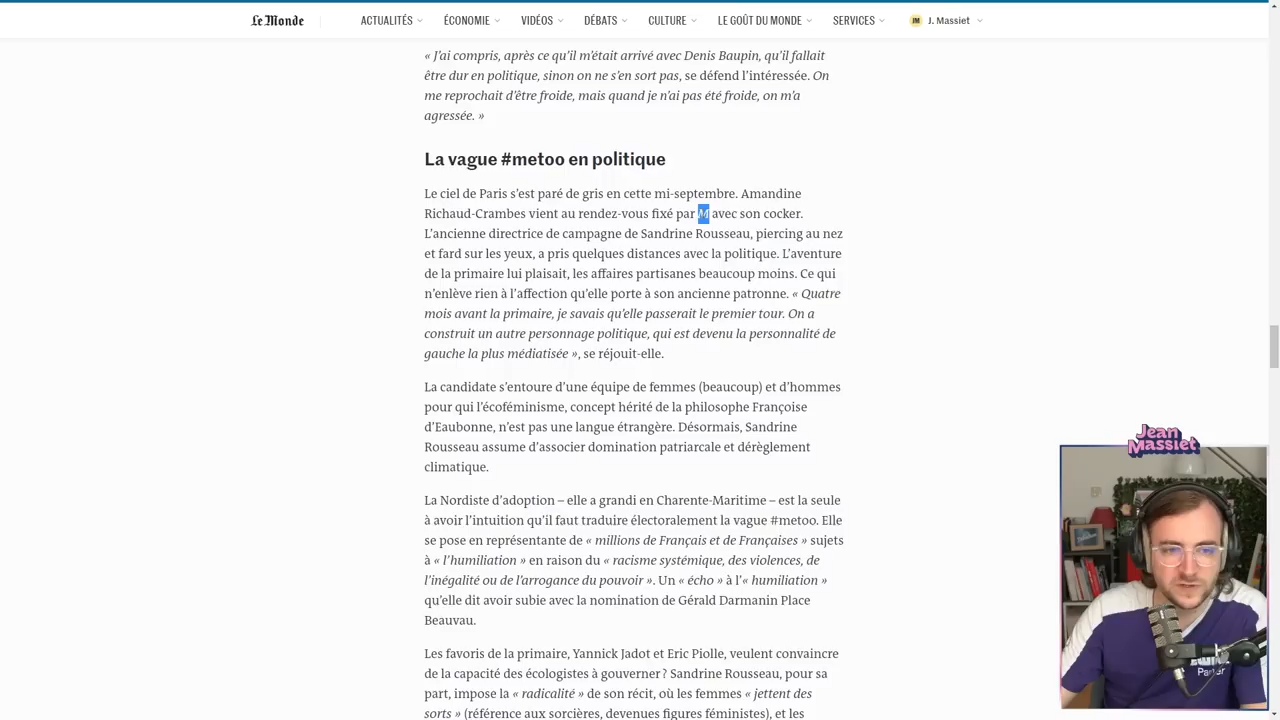 Le Monde
ACTUALITÉS
ÉCONOMIE
VIDÉOS
DÉBATS
CULTURE
LE GOÛT DU MONDE
SERVICES
JM
J. Massiet
« J’ai compris, après ce qu’il m’était arrivé avec Denis Baupin, qu’il fallait
être dur en politique, sinon on ne s’en sort pas, se défend l’intéressée. On
me reprochait d’être froide, mais quand je n’ai pas été froide, on m’a
agressée. »
La vague #metoo en politique
Le ciel de Paris s’est paré de gris en cette mi-septembre. Amandine
Richaud-Crambes vient au rendez-vous fixé par M avec son cocker.
L’ancienne directrice de campagne de Sandrine Rousseau, piercing au nez
et fard sur les yeux, a pris quelques distances avec la politique. L’aventure
de la primaire lui plaisait, les affaires partisanes beaucoup moins. Ce qui
n’enlève rien à l’affection qu’elle porte à son ancienne patronne. « Quatre
mois avant la primaire, je savais qu’elle passerait le premier tour. On a
construit un autre personnage politique, qui est devenu la personnalité de
gauche la plus médiatisée », se réjouit-elle.
La candidate s’entoure d’une équipe de femmes (beaucoup) et d’hommes
pour qui l’écoféminisme, concept hérité de la philosophe Françoise
d’Eaubonne, n’est pas une langue étrangère. Désormais, Sandrine
Rousseau assume d’associer domination patriarcale et dérèglement
climatique.
La Nordiste d’adoption – elle a grandi en Charente-Maritime – est la seule
à avoir l’intuition qu’il faut traduire électoralement la vague #metoo. Elle
se pose en représentante de « millions de Français et de Françaises » sujets
à « l’humiliation » en raison du « racisme systémique, des violences, de
l’inégalité ou de l’arrogance du pouvoir ». Un « écho » à l’« humiliation »
qu’elle dit avoir subie avec la nomination de Gérald Darmanin Place
Beauvau.
Les favoris de la primaire, Yannick Jadot et Eric Piolle, veulent convaincre
de la capacité des écologistes à gouverner ? Sandrine Rousseau, pour sa
part, impose la « radicalité » de son récit, où les femmes « jettent des
sorts » (référence aux sorcières, devenues figures féministes), et les
Jean
Massiet